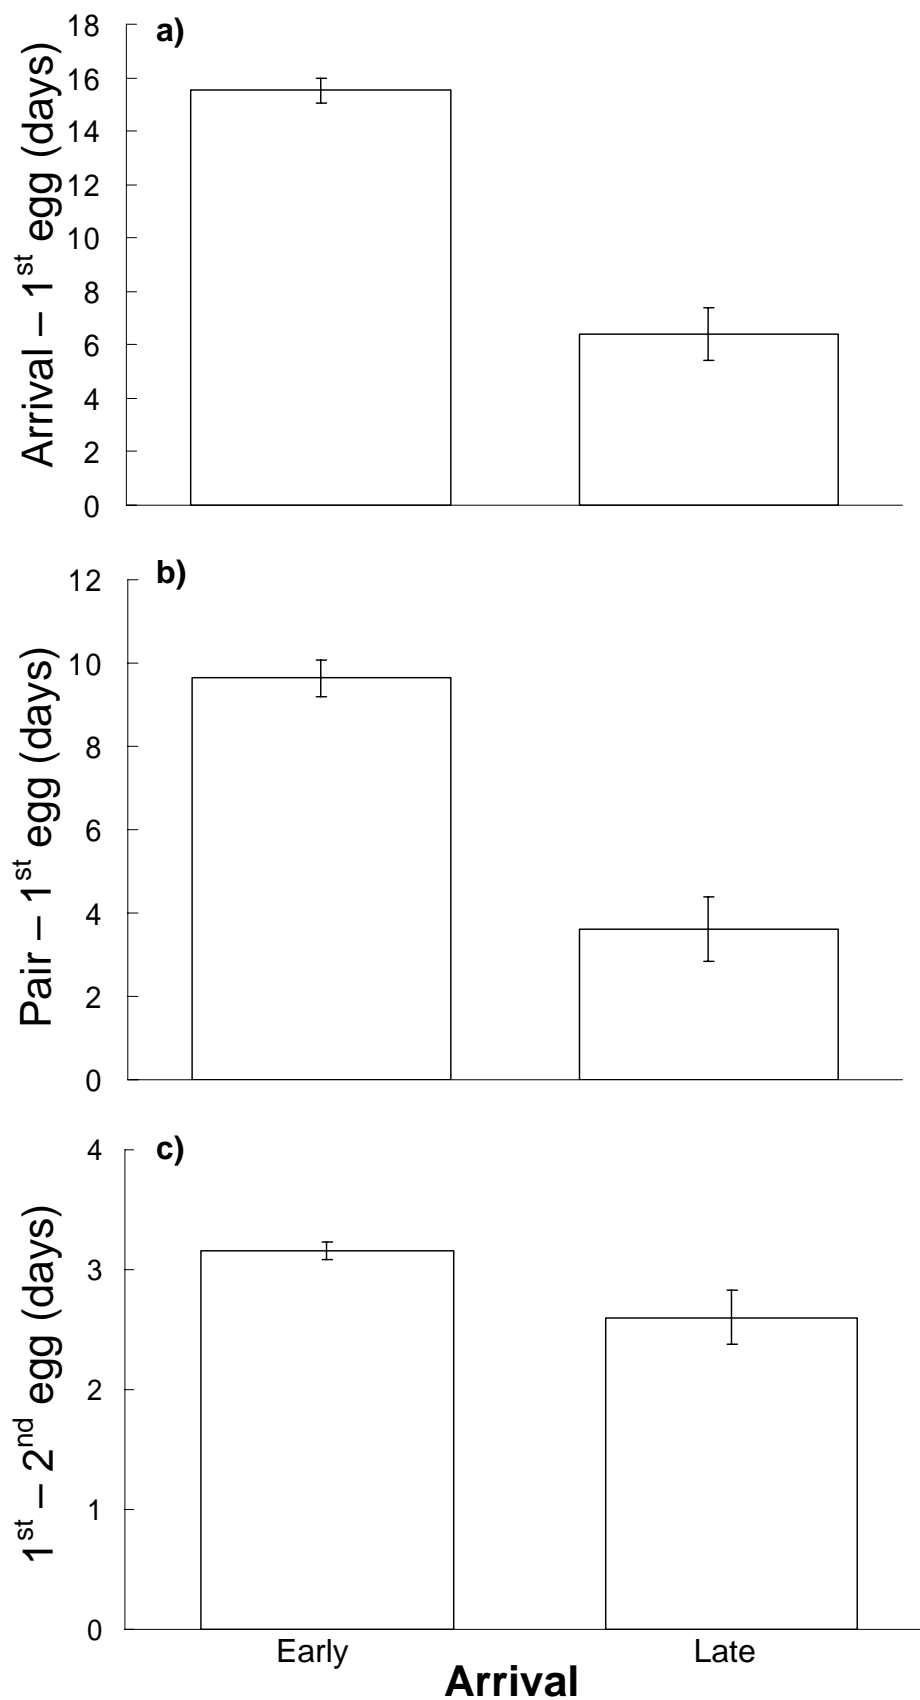 a)
Arrival – 1st egg (days)
18
16
14
12
10
8
6
4
2
0
b)
Pair – 1st egg (days)
12
10
8
6
4
2
0
c)
1st – 2nd egg (days)
4
3
2
1
0
Early Late
Arrival